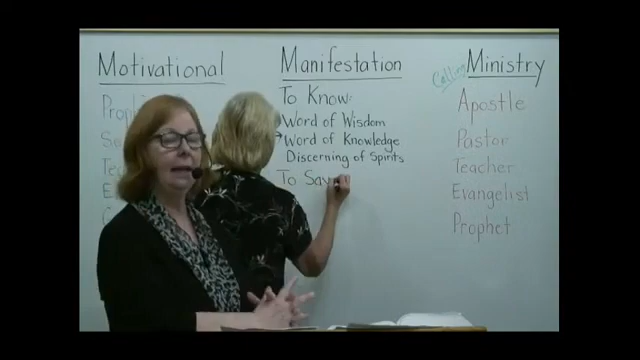 Motivational
Manifestation
To Know:
Word of Wisdom
Word of Knowledge
Discerning of Spirits
To Say
Calling
Ministry
Apostle
Pastor
Teacher
Evangelist
Prophet